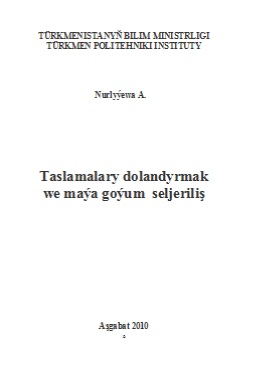 TÜRKMENISTANYŇ BILIM MINISTRLIGI
TÜRKMEN POLITEHNIKI INSTITUTY
Nurlyýewa A.
Taslamalary dolandyrmak
we maýa goýum seljeriliş
Aşgabat 2010